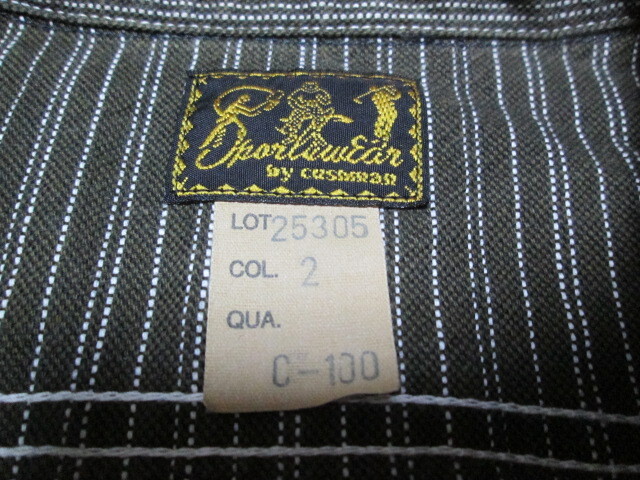 Sportswear
by cushman
LOT 25305
COL. 2
QUA.
C-100